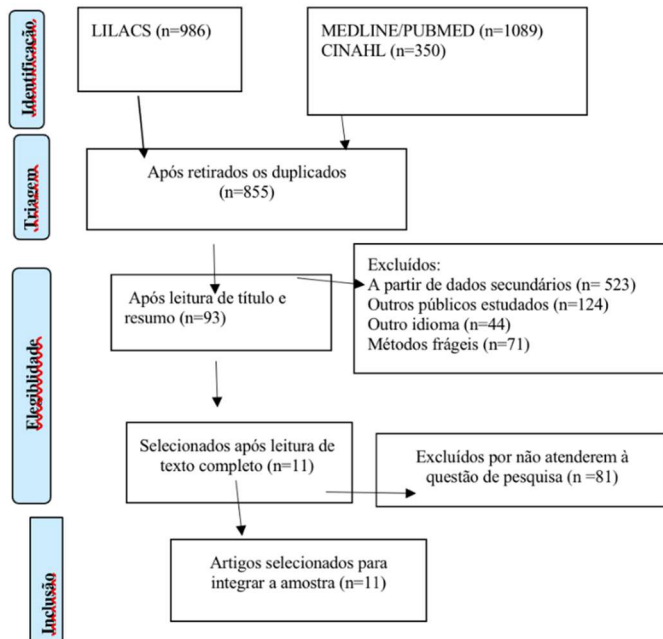 Identificação
LILACS (n=986)
MEDLINE/PUBMED (n=1089)
CINAHL (n=350)
Triagem
Após retirados os duplicados
(n=855)
Elegiblidade
Após leitura de título e
resumo (n=93)
Excluídos:
A partir de dados secundários (n= 523)
Outros públicos estudados (n=124)
Outro idioma (n=44)
Métodos frágeis (n=71)
Selecionados após leitura de
texto completo (n=11)
Excluídos por não atenderem à
questão de pesquisa (n =81)
Inclusão
Artigos selecionados para
integrar a amostra (n=11)